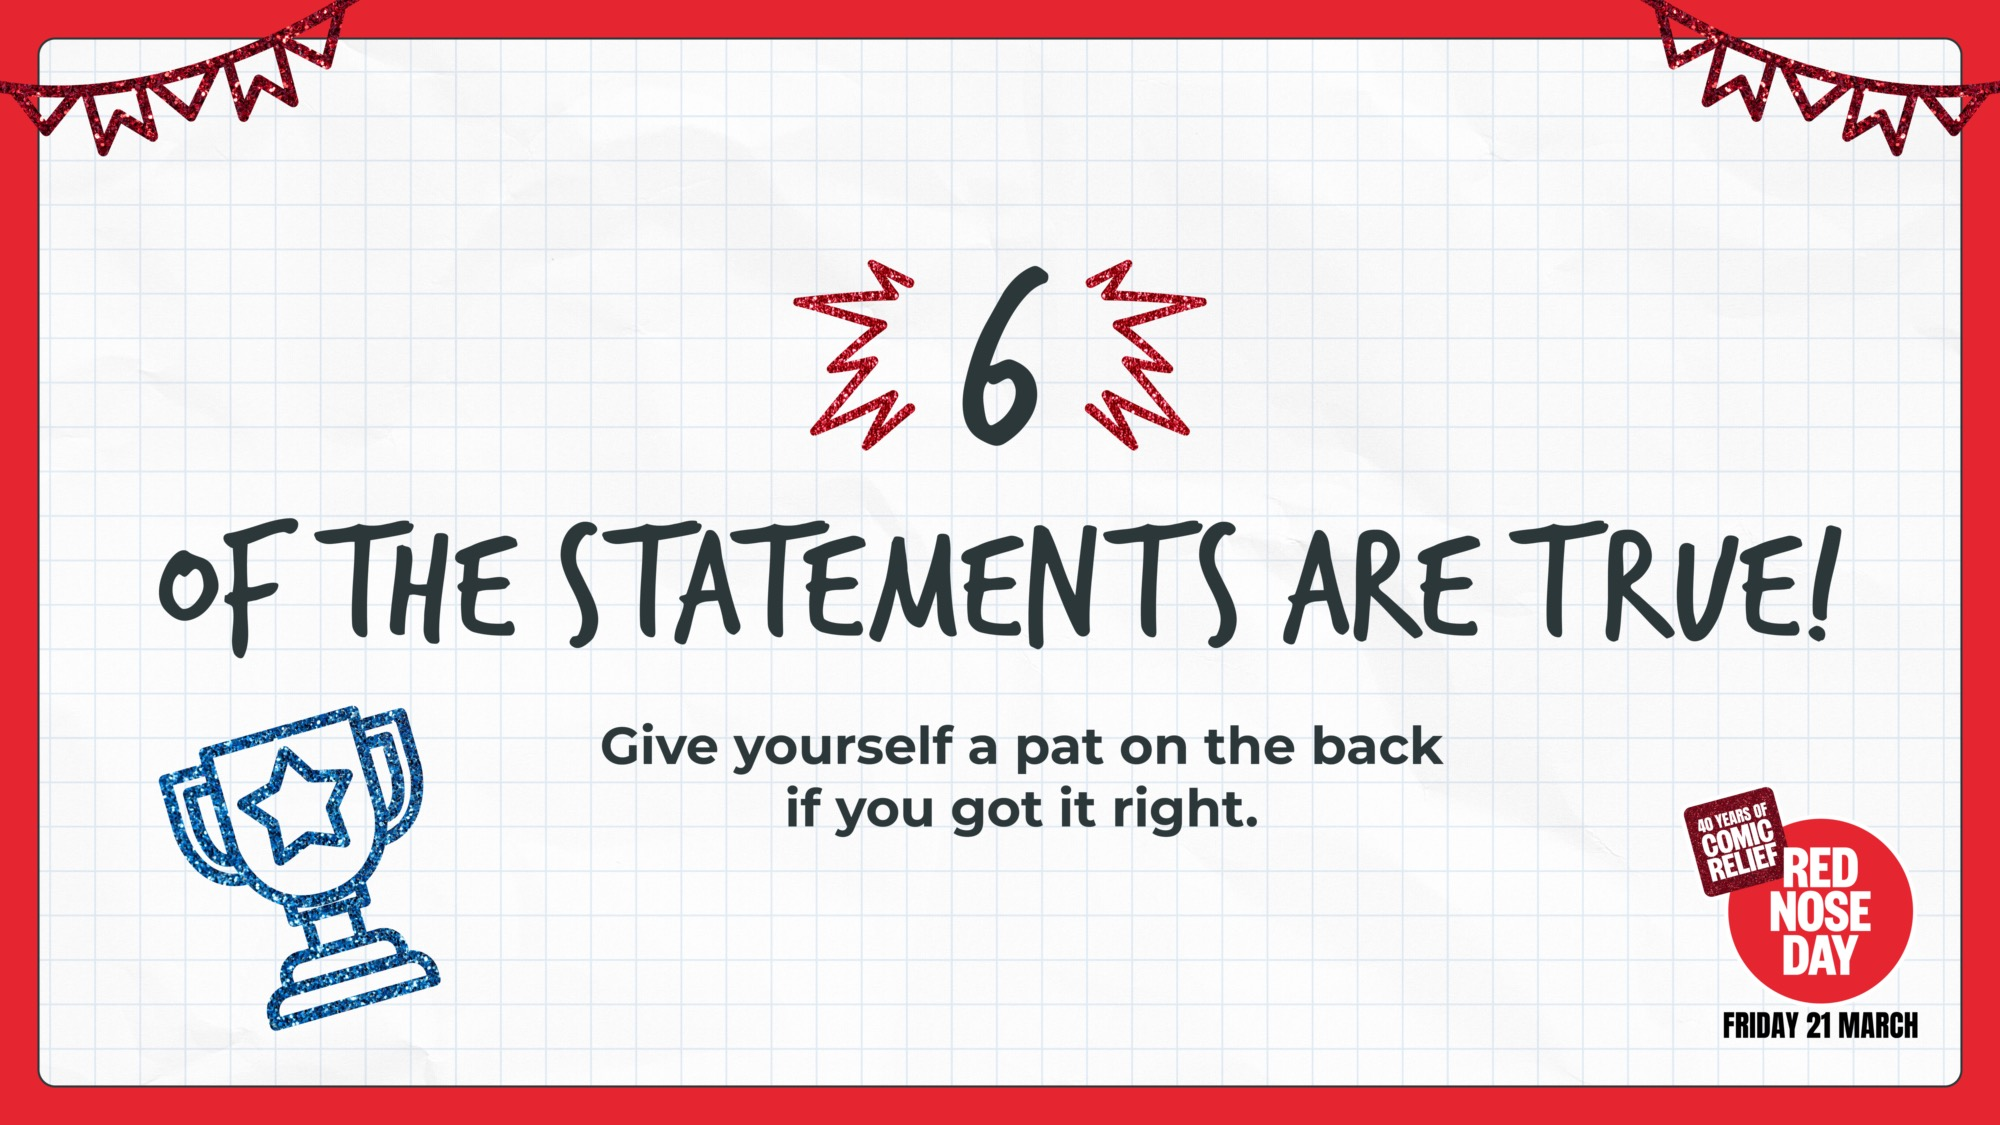 6
OF THE STATEMENTS ARE TRUE!
Give yourself a pat on the back
if you got it right.
40 YEARS OF
COMIC
RELIEF
RED
NOSE
DAY
FRIDAY 21 MARCH